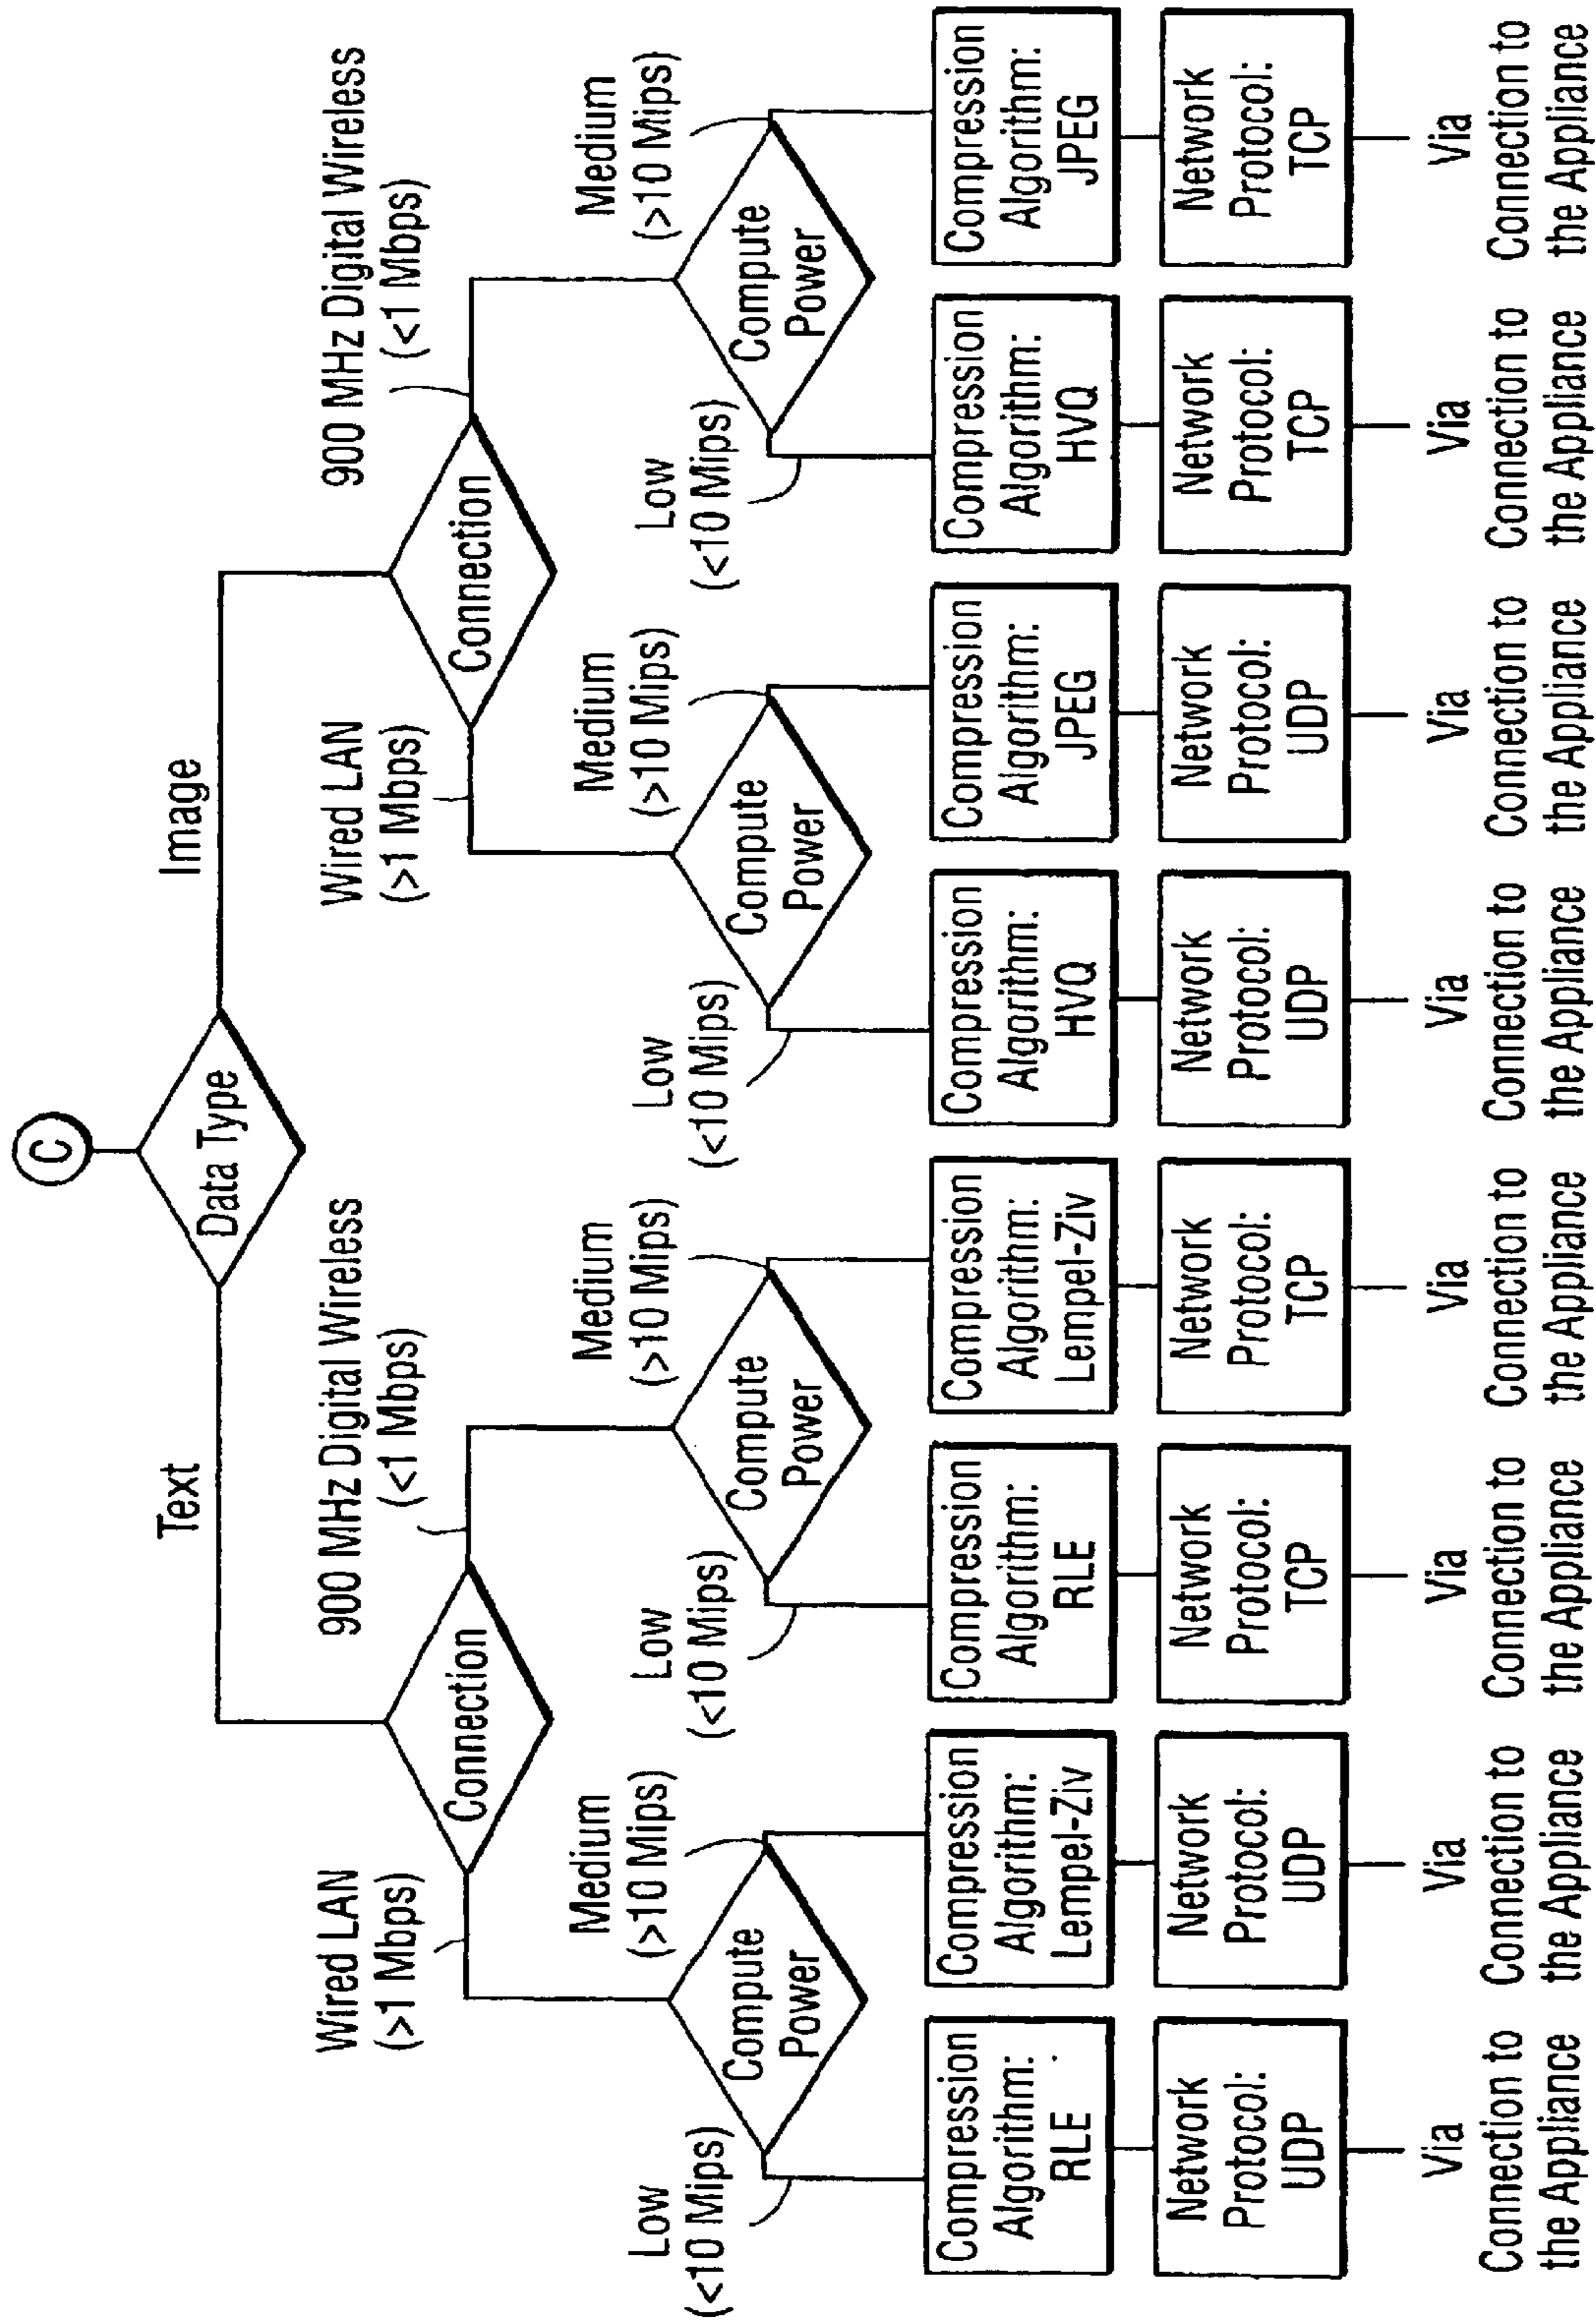 C
Data Type
Text
Image
Connection
Wired LAN
(>1 Mbps)
900 MHz Digital Wireless
(<1 Mbps)
Connection
Wired LAN
(>1 Mbps)
900 MHz Digital Wireless
(<1 Mbps)
Compute
Power
Low
(<10 Mips)
Medium
(>10 Mips)
Compute
Power
Low
(<10 Mips)
Medium
(>10 Mips)
Compute
Power
Low
(<10 Mips)
Medium
(>10 Mips)
Compute
Power
Low
(<10 Mips)
Medium
(>10 Mips)
Compression
Algorithm:
RLE
Network
Protocol:
UDP
Via
Connection to
the Appliance
Compression
Algorithm:
Lempel-Ziv
Network
Protocol:
UDP
Via
Connection to
the Appliance
Compression
Algorithm:
RLE
Network
Protocol:
TCP
Via
Connection to
the Appliance
Compression
Algorithm:
Lempel-Ziv
Network
Protocol:
TCP
Via
Connection to
the Appliance
Compression
Algorithm:
HVQ
Network
Protocol:
UDP
Via
Connection to
the Appliance
Compression
Algorithm:
JPEG
Network
Protocol:
UDP
Via
Connection to
the Appliance
Compression
Algorithm:
HVQ
Network
Protocol:
TCP
Via
Connection to
the Appliance
Compression
Algorithm:
JPEG
Network
Protocol:
TCP
Via
Connection to
the Appliance